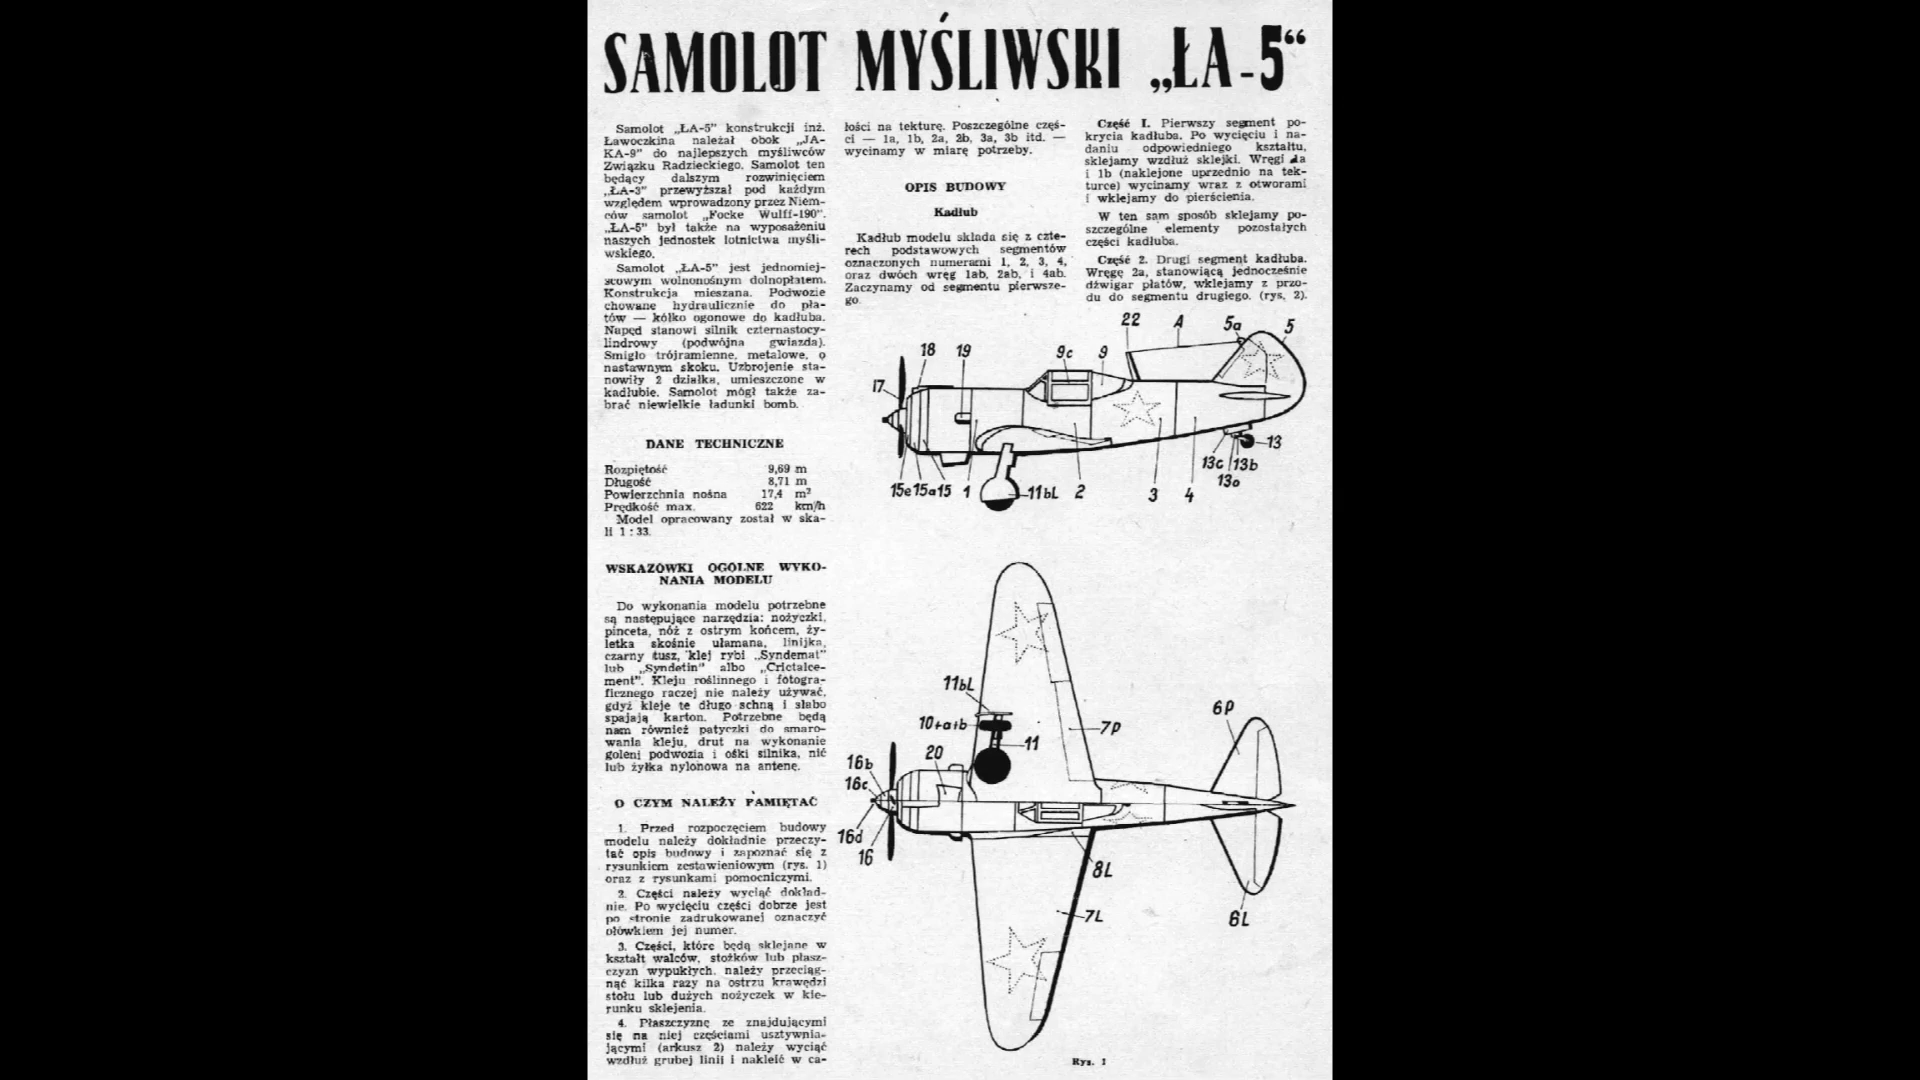 SAMOLOT MYŚLIWSKI „ŁA-5“
Samolot „ŁA-5” konstrukcji inż.
Ławoczkina należał obok „JA-
KA-9” do najlepszych myśliwców
Związku Radzieckiego. Samolot ten
będący dalszym rozwinięciem
„ŁA-3” przewyższał pod każdym
względem wprowadzony przez Niem-
ców samolot „Focke Wulff-190”.
„ŁA-5” był także na wyposażeniu
naszych jednostek lotnictwa myśli-
wskiego.
Samolot „ŁA-5” jest jednomiej-
scowym wolnonośnym dolnopłatem.
Konstrukcja mieszana. Podwozie
chowane hydraulicznie do pła-
tów — kółko ogonowe do kadłuba.
Napęd stanowi silnik czternastocy-
lindrowy (podwójna gwiazda).
Śmigło trójramienne, metalowe, o
nastawnym skoku. Uzbrojenie sta-
nowiły 2 działka, umieszczone w
kadłubie. Samolot mógł także za-
brać niewielkie ładunki bomb.
DANE TECHNICZNE
Rozpiętość 9,69 m
Długość 8,71 m
Powierzchnia nośna 17,4 m²
Prędkość max. 622 km/h
Model opracowany został w ska-
li 1 : 33.
WSKAZÓWKI OGÓLNE WYKO-
NANIA MODELU
Do wykonania modelu potrzebne
są następujące narzędzia: nożyczki,
pinceta, nóż z ostrym końcem, ży-
letka skośnie ułamana, linijka,
czarny tusz, klej rybi „Syndemat”
lub „Syndetin” albo „Crictalce-
ment”. Kleju roślinnego i fotogra-
ficznego raczej nie należy używać,
gdyż kleje te długo schną i słabo
spajają karton. Potrzebne będą
nam również patyczki do smaro-
wania kleju, drut na wykonanie
goleni podwozia i ośki silnika, nić
lub żyłka nylonowa na antenę.
O CZYM NALEŻY PAMIĘTAĆ
1. Przed rozpoczęciem budowy
modelu należy dokładnie przeczy-
tać opis budowy i zapoznać się z
rysunkiem zestawieniowym (rys. 1)
oraz z rysunkami pomocniczymi.
2. Części należy wyciąć dokład-
nie. Po wycięciu części dobrze jest
po stronie zadrukowanej oznaczyć
ołówkiem jej numer.
3. Części, które będą sklejane w
kształt walców, stożków lub płasz-
czyzn wypukłych, należy przeciąg-
nąć kilka razy na ostrzu krawędzi
stołu lub dużych nożyczek w kie-
runku sklejenia.
4. Płaszczyznę ze znajdującymi
się na niej częściami usztywnia-
jącymi (arkusz 2) należy wyciąć
wzdłuż grubej linii i nakleić w ca-
łości na tekturę. Poszczególne częś-
ci — 1a, 1b, 2a, 2b, 3a, 3b itd. —
wycinamy w miarę potrzeby.
OPIS BUDOWY
Kadłub
Kadłub modelu składa się z czte-
rech podstawowych segmentów
oznaczonych numerami 1, 2, 3, 4,
oraz dwóch wręg 1ab, 2ab, i 4ab.
Zaczynamy od segmentu pierwsze-
go
Część I. Pierwszy segment po-
krycia kadłuba. Po wycięciu i na-
daniu odpowiedniego kształtu,
sklejamy wzdłuż sklejki. Wręgi 1a
i 1b (naklejone uprzednio na tek-
turce) wycinamy wraz z otworami
i wklejamy do pierścienia.
W ten sam sposób sklejamy po-
szczególne elementy pozostałych
części kadłuba.
Część 2. Drugi segment kadłuba.
Wręgę 2a, stanowiącą jednocześnie
dźwigar płatów, wklejamy z przo-
du do segmentu drugiego. (rys. 2).
22 A 5a 5
18 19 9c 9
17
13
13c 13b
13a
15e 15a 15 1 11bL 2 3 4
11bL
10+a+b
11
7P
6P
20
16b
16c
16d
16
8L
7L
6L
Rys. 1